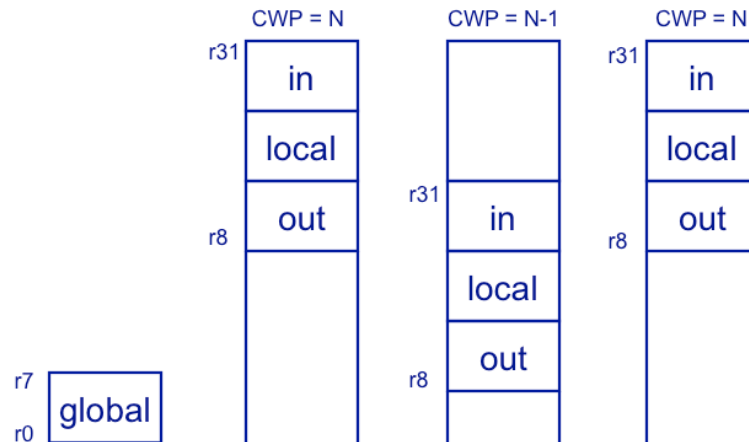 CWP = N
CWP = N-1
CWP = N
r31
in
local
out
r8
r31
in
local
out
r8
r31
in
local
out
r8
r7
global
r0